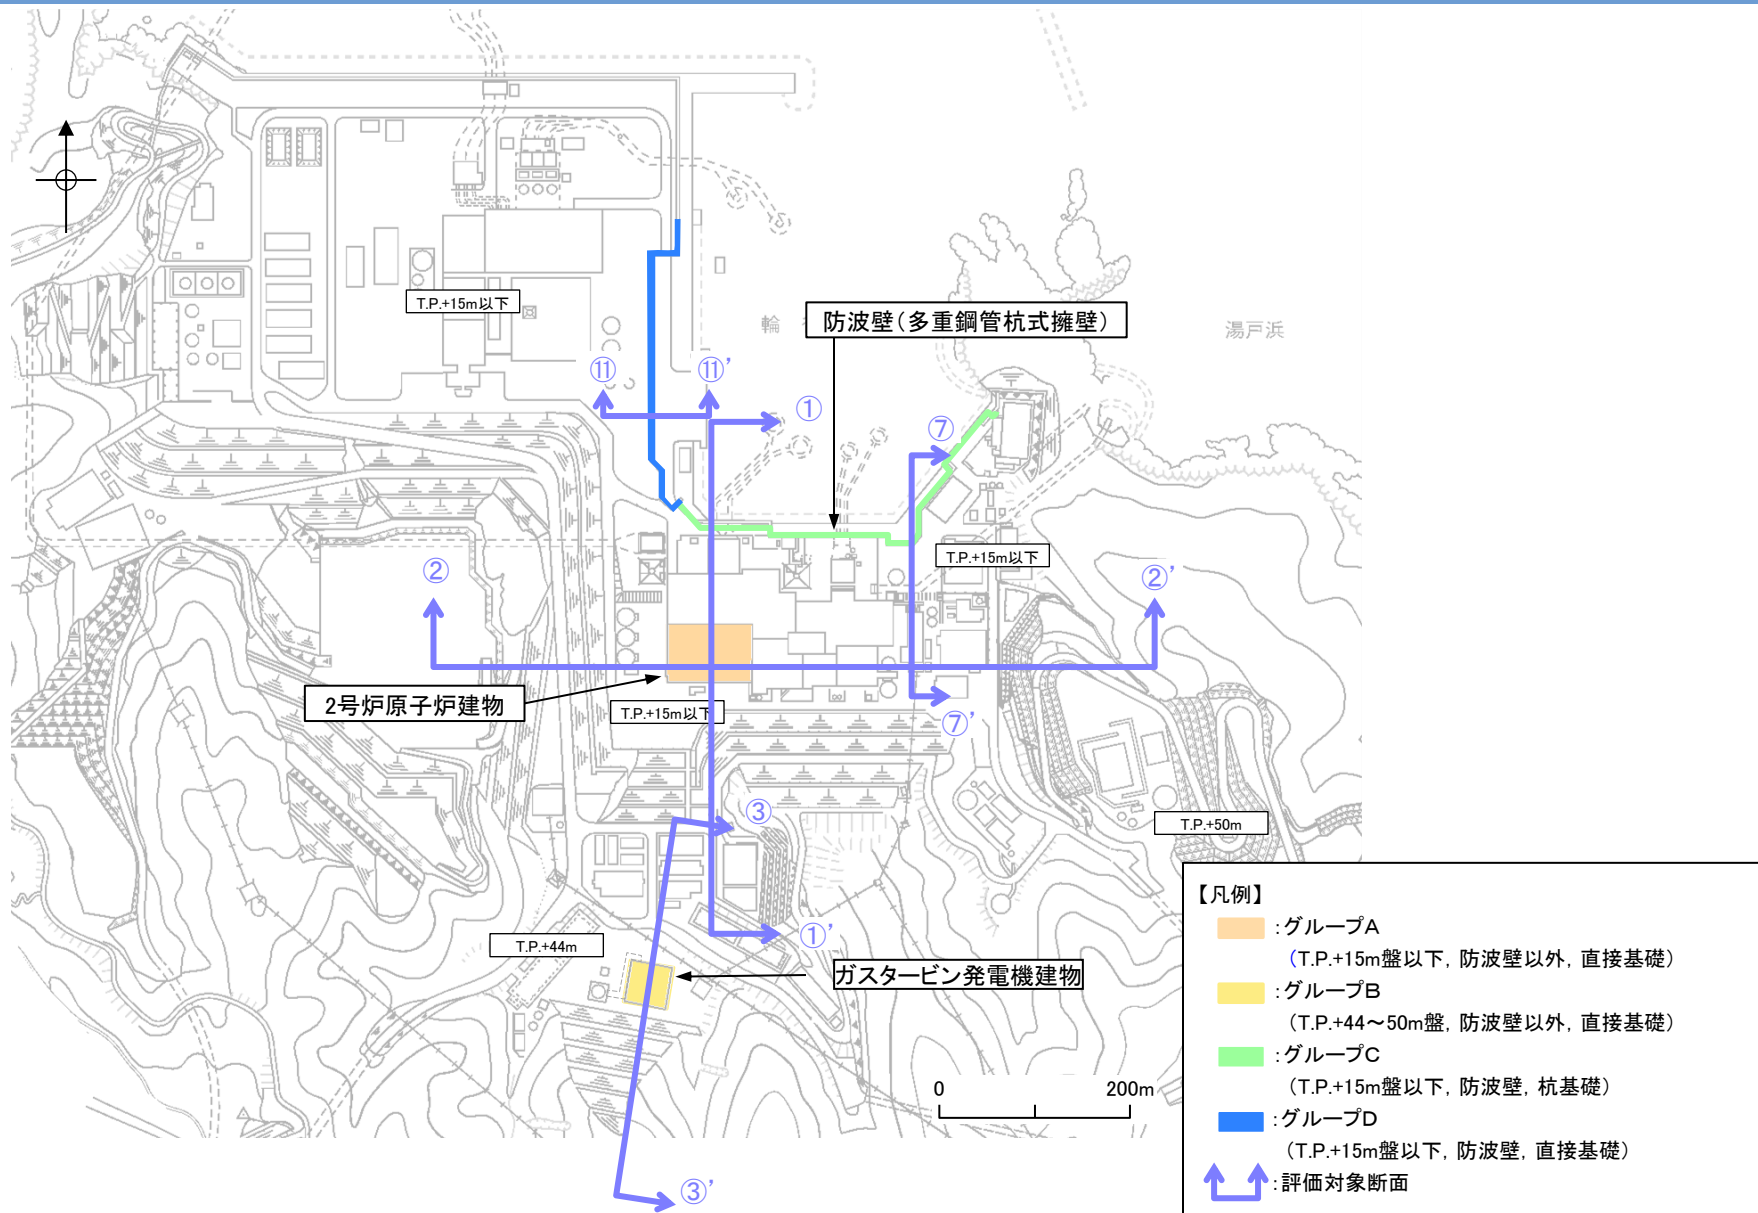 T.P.+15m以下
輪
防波壁(多重鋼管杭式擁壁)
湯戸浜
⑪
⑪'
①
⑦
T.P.+15m以下
②
②'
2号炉原子炉建物
T.P.+15m以下
⑦'
③
T.P.+50m
①'
T.P.+44m
ガスタービン発電機建物
③'
0 200m
【凡例】
:グループA
(T.P.+15m盤以下, 防波壁以外, 直接基礎)
:グループB
(T.P.+44~50m盤, 防波壁以外, 直接基礎)
:グループC
(T.P.+15m盤以下, 防波壁, 杭基礎)
:グループD
(T.P.+15m盤以下, 防波壁, 直接基礎)
:評価対象断面